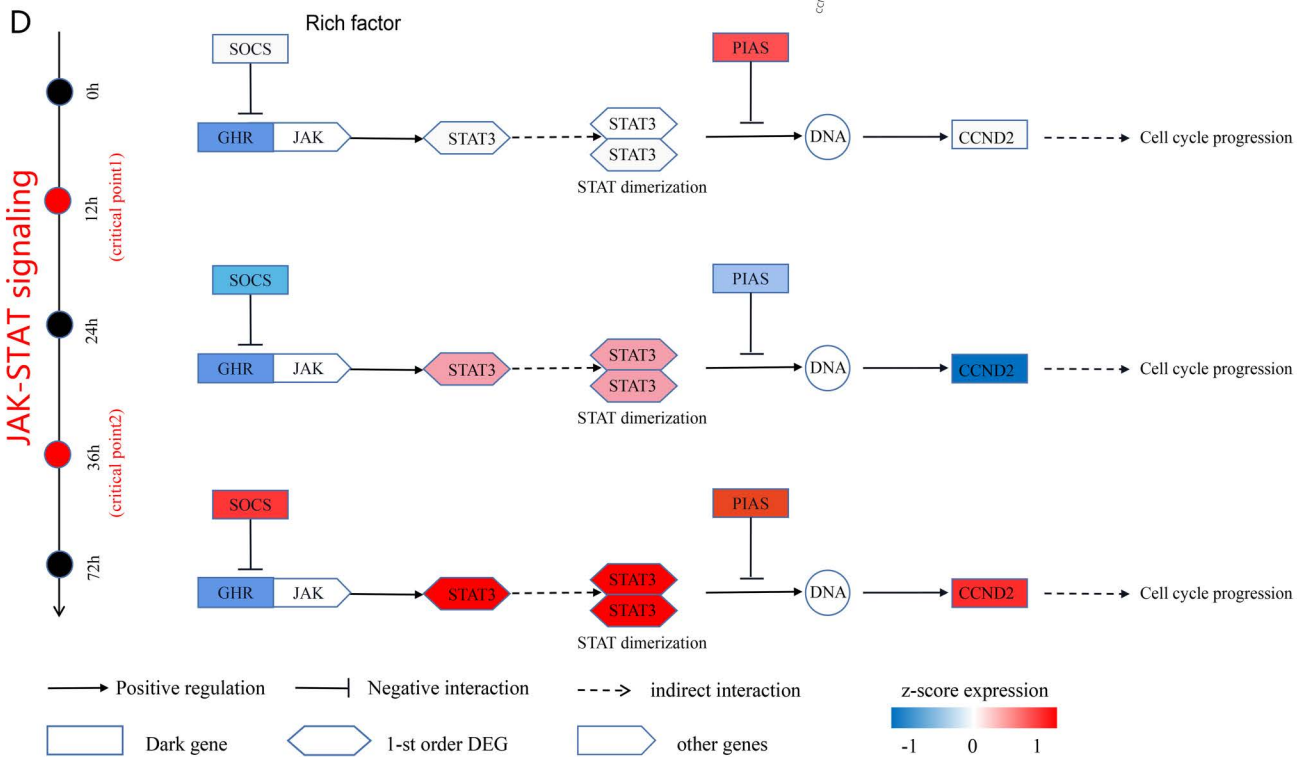 D
Rich factor
JAK-STAT signaling
0h
12h
(critical point1)
24h
36h
(critical point2)
72h
SOCS
PIAS
GHR JAK STAT3 STAT3 DNA CCND2 Cell cycle progression
STAT3
STAT dimerization
SOCS
PIAS
GHR JAK STAT3 STAT3 DNA CCND2 Cell cycle progression
STAT3
STAT dimerization
SOCS
PIAS
GHR JAK STAT3 STAT3 DNA CCND2 Cell cycle progression
STAT3
STAT dimerization
Positive regulation Negative interaction indirect interaction z-score expression
Dark gene 1-st order DEG other genes -1 0 1